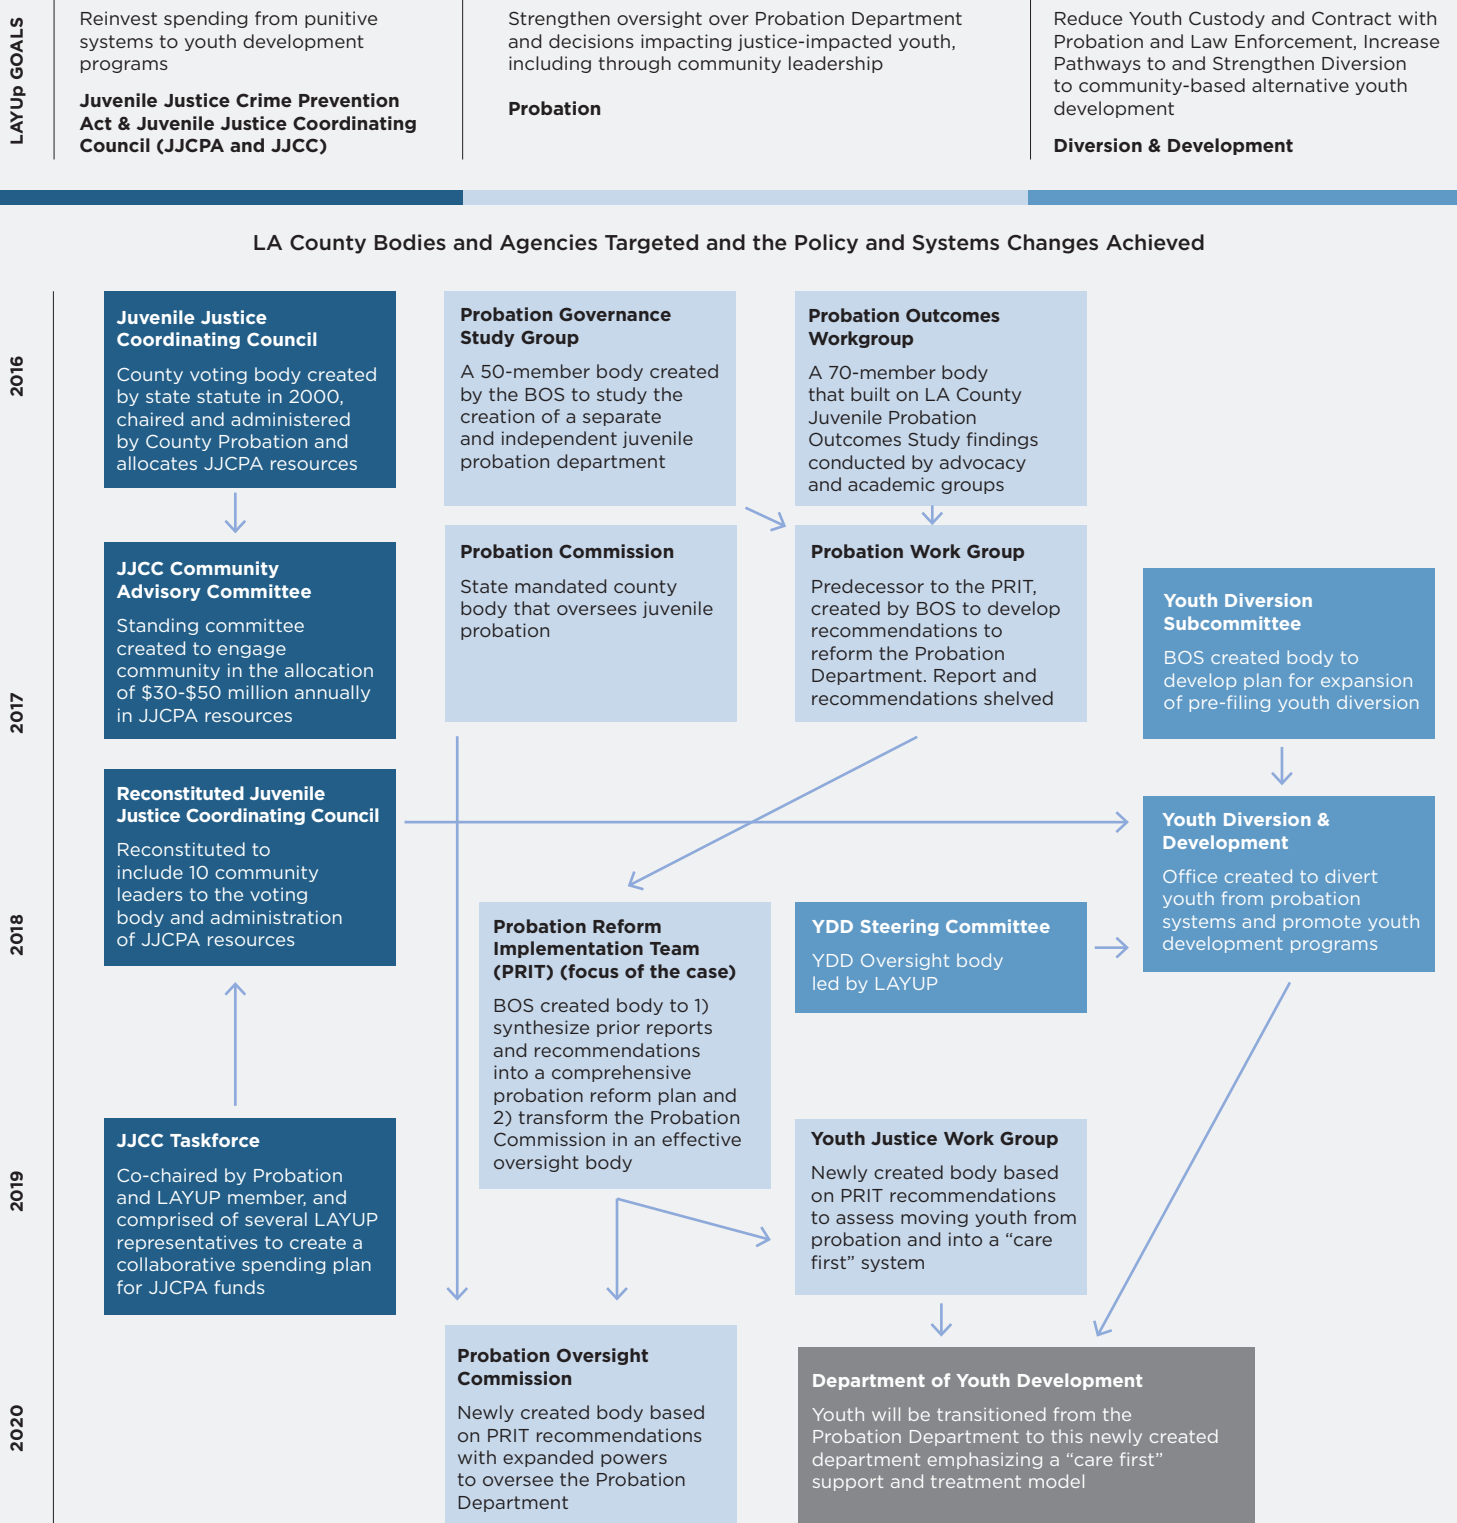 LAYUp GOALS
Reinvest spending from punitive
systems to youth development
programs
Juvenile Justice Crime Prevention
Act & Juvenile Justice Coordinating
Council (JJCPA and JJCC)
Strengthen oversight over Probation Department
and decisions impacting justice-impacted youth,
including through community leadership
Probation
Reduce Youth Custody and Contract with
Probation and Law Enforcement, Increase
Pathways to and Strengthen Diversion
to community-based alternative youth
development
Diversion & Development
LA County Bodies and Agencies Targeted and the Policy and Systems Changes Achieved
2016
Juvenile Justice
Coordinating Council
County voting body created
by state statute in 2000,
chaired and administered
by County Probation and
allocates JJCPA resources
Probation Governance
Study Group
A 50-member body created
by the BOS to study the
creation of a separate
and independent juvenile
probation department
Probation Outcomes
Workgroup
A 70-member body
that built on LA County
Juvenile Probation
Outcomes Study findings
conducted by advocacy
and academic groups
2017
JJCC Community
Advisory Committee
Standing committee
created to engage
community in the allocation
of $30-$50 million annually
in JJCPA resources
Probation Commission
State mandated county
body that oversees juvenile
probation
Probation Work Group
Predecessor to the PRIT,
created by BOS to develop
recommendations to
reform the Probation
Department. Report and
recommendations shelved
Youth Diversion
Subcommittee
BOS created body to
develop plan for expansion
of pre-filing youth diversion
2018
Reconstituted Juvenile
Justice Coordinating Council
Reconstituted to
include 10 community
leaders to the voting
body and administration
of JJCPA resources
Probation Reform
Implementation Team
(PRIT) (focus of the case)
BOS created body to 1)
synthesize prior reports
and recommendations
into a comprehensive
probation reform plan and
2) transform the Probation
Commission in an effective
oversight body
YDD Steering Committee
YDD Oversight body
led by LAYUP
Youth Diversion &
Development
Office created to divert
youth from probation
systems and promote youth
development programs
2019
JJCC Taskforce
Co-chaired by Probation
and LAYUP member, and
comprised of several LAYUP
representatives to create a
collaborative spending plan
for JJCPA funds
Youth Justice Work Group
Newly created body based
on PRIT recommendations
to assess moving youth from
probation and into a “care
first” system
2020
Probation Oversight
Commission
Newly created body based
on PRIT recommendations
with expanded powers
to oversee the Probation
Department
Department of Youth Development
Youth will be transitioned from the
Probation Department to this newly created
department emphasizing a “care first”
support and treatment model